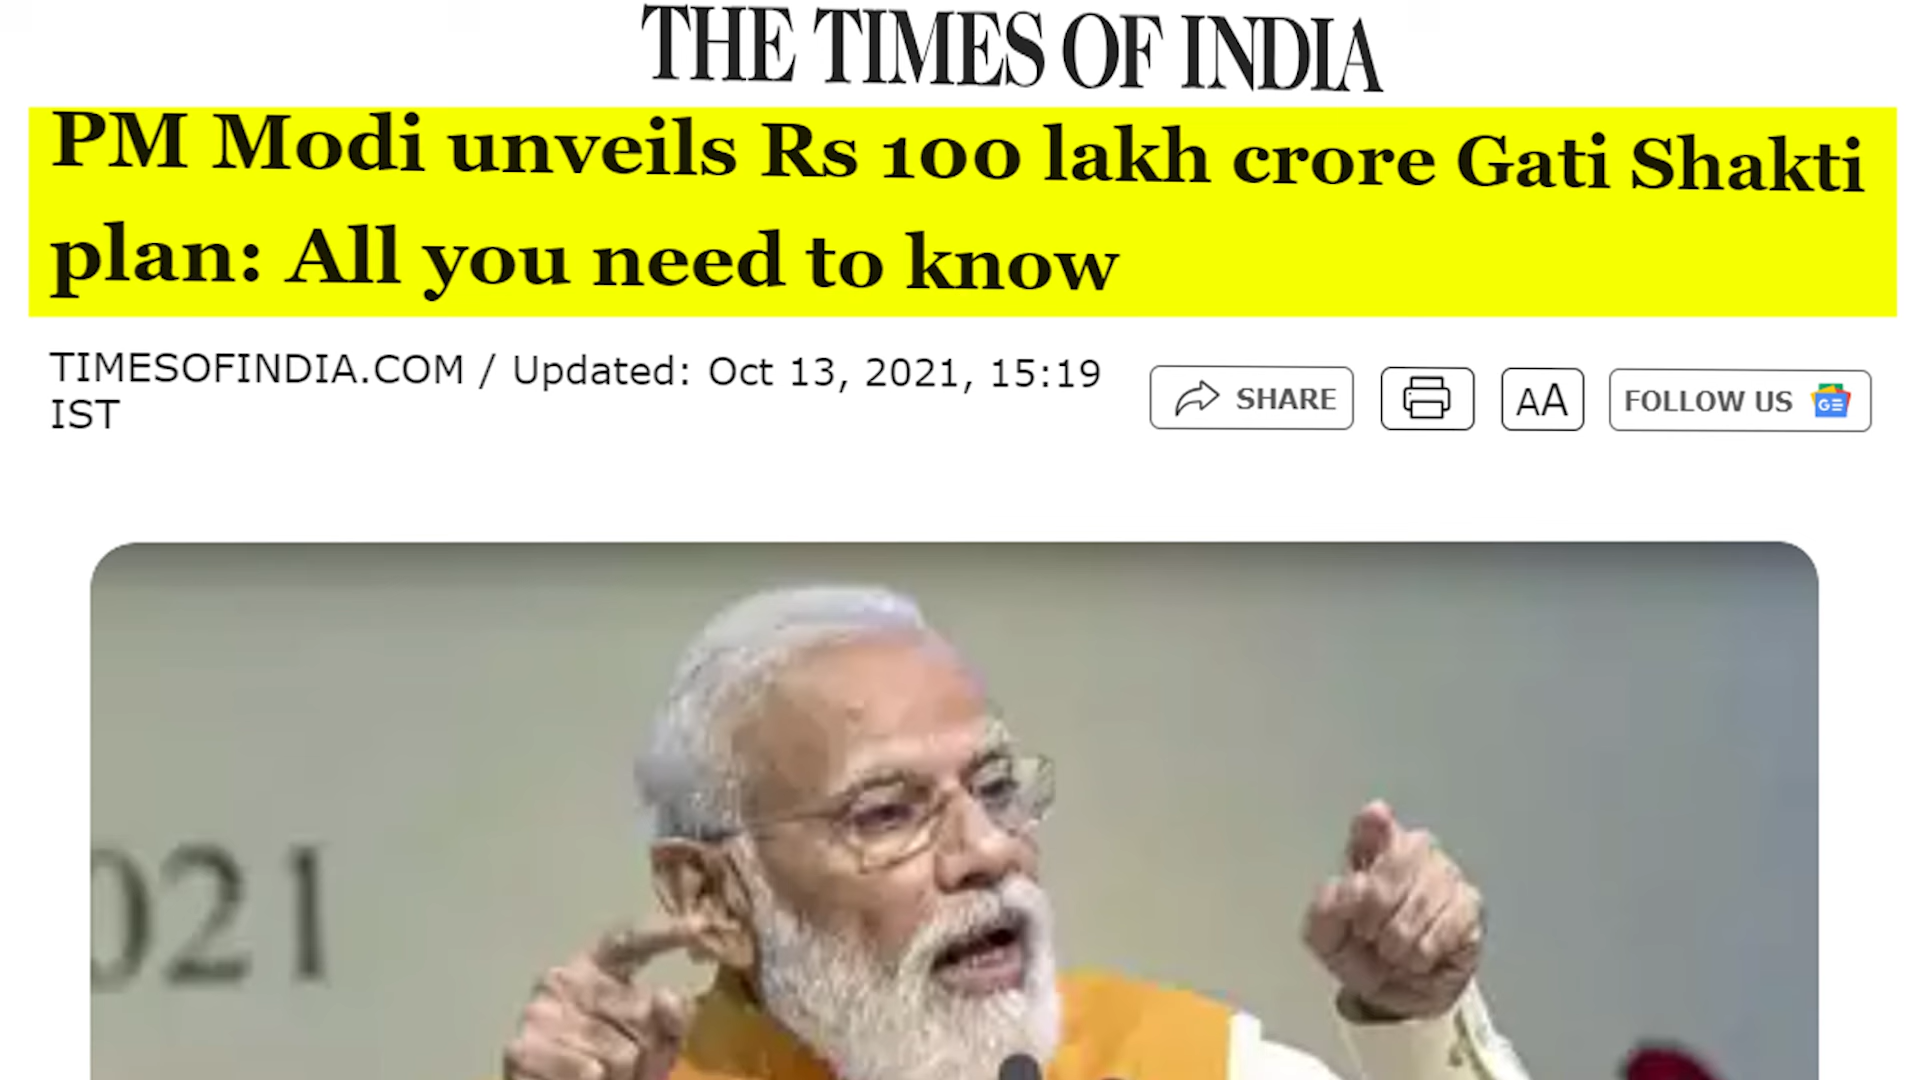 THE TIMES OF INDIA
PM Modi unveils Rs 100 lakh crore Gati Shakti
plan: All you need to know
TIMESOFINDIA.COM / Updated: Oct 13, 2021, 15:19
IST
SHARE
AA
FOLLOW US
GE
021